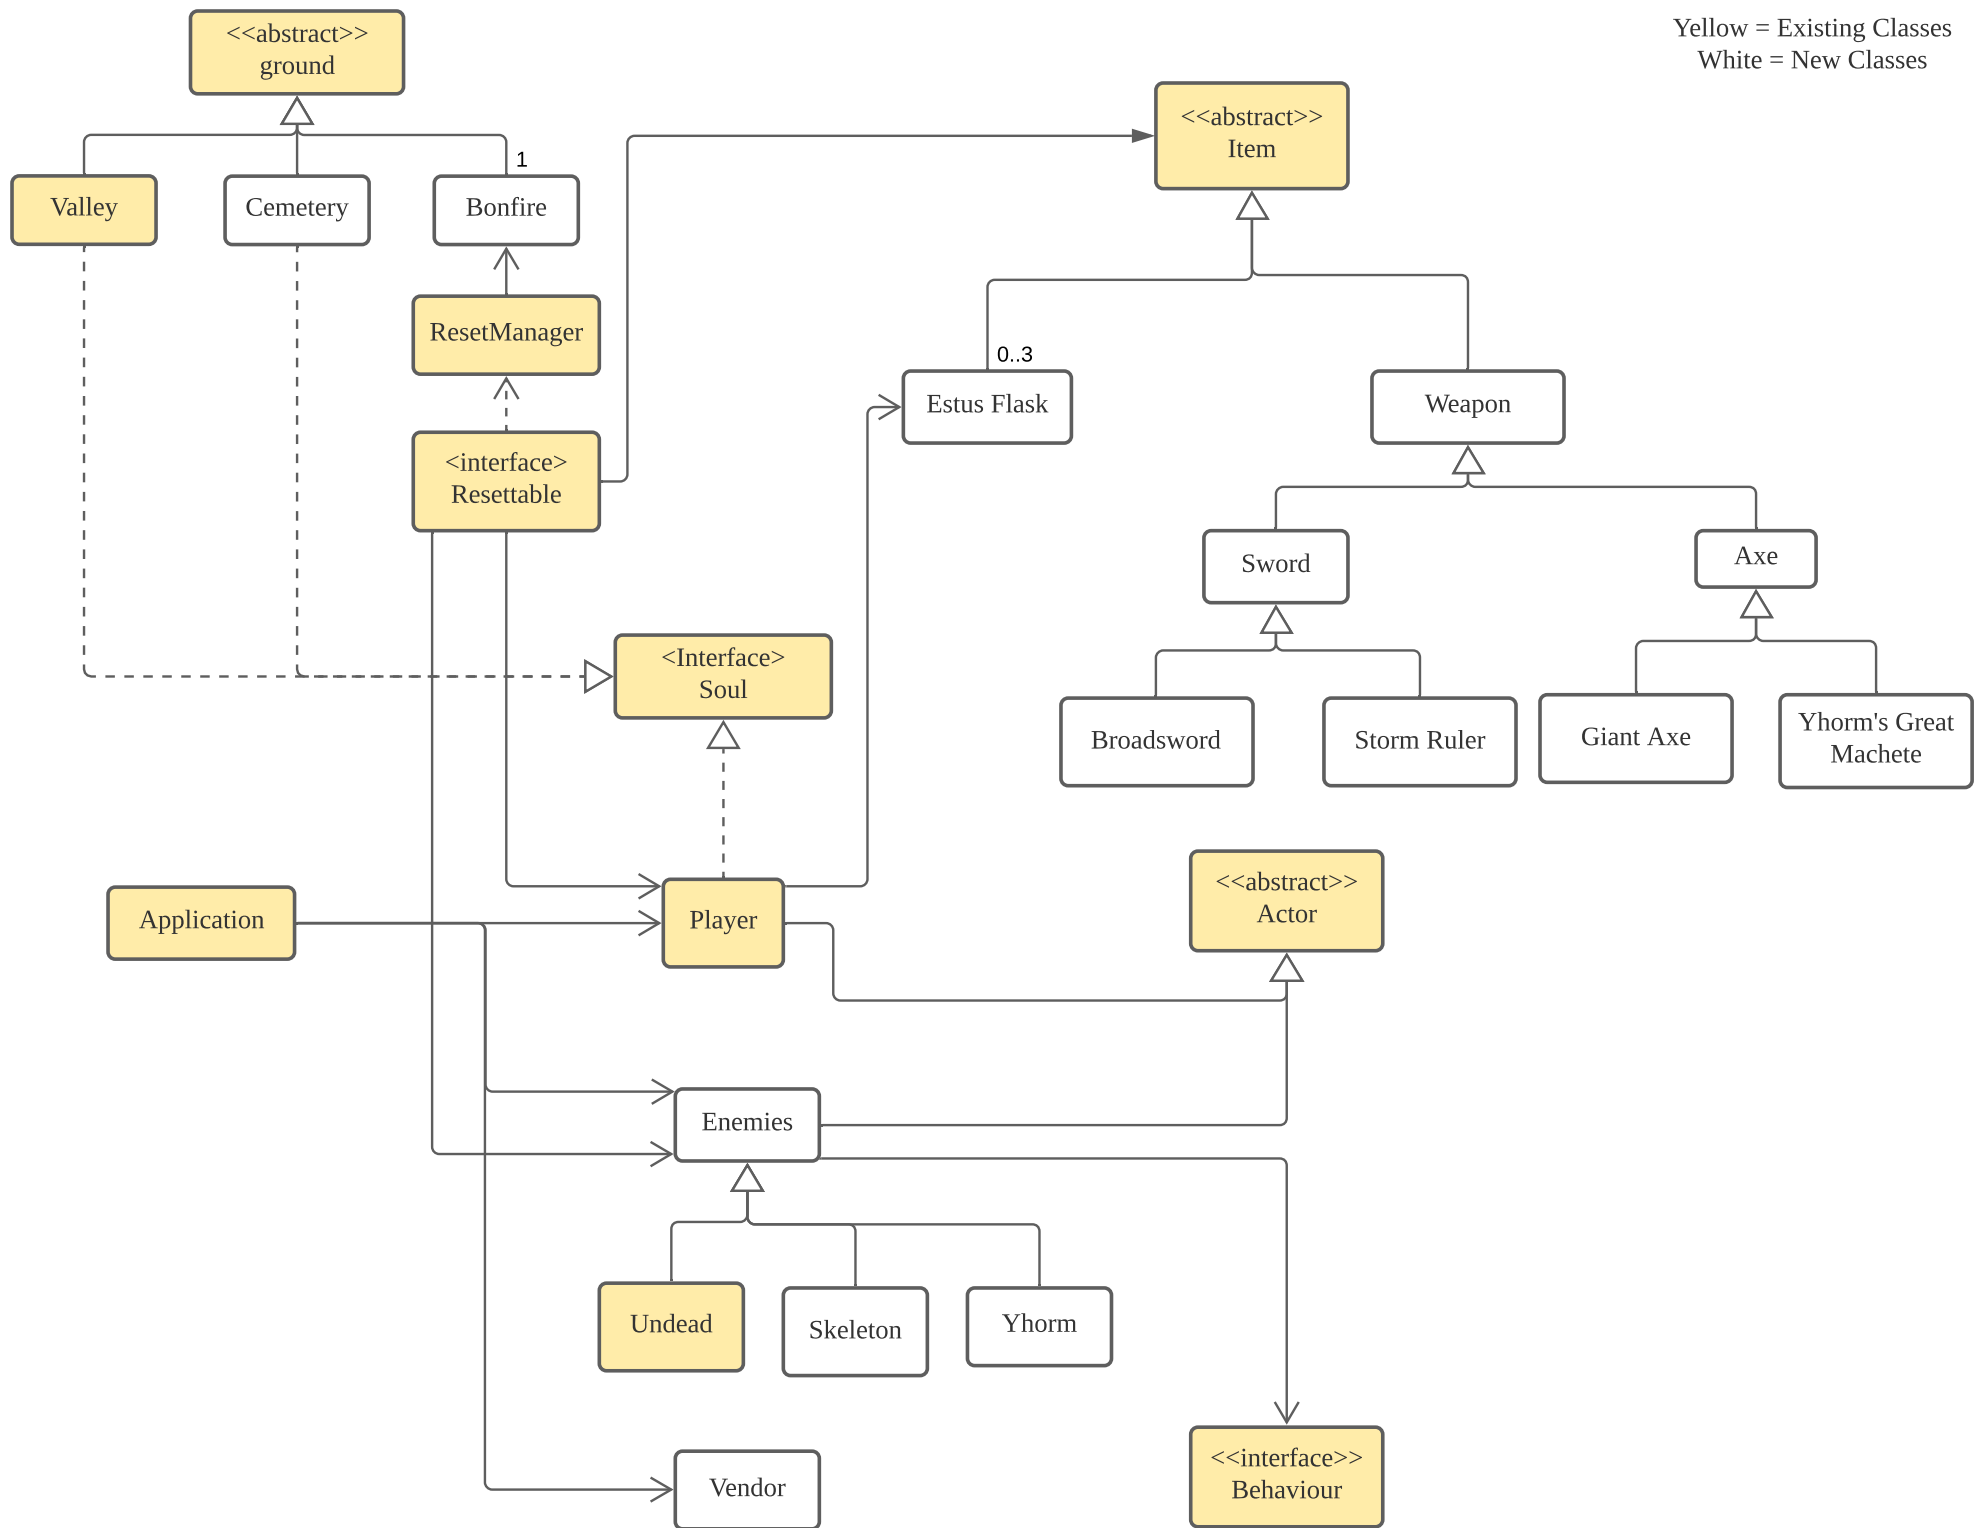 <<abstract>>
ground
Yellow = Existing Classes
White = New Classes
<<abstract>>
Item
1
Valley
Cemetery
Bonfire
ResetManager
0..3
Estus Flask
Weapon
<interface>
Resettable
Sword
Axe
<Interface>
Soul
Broadsword
Storm Ruler
Giant Axe
Yhorm's Great
Machete
Application
Player
<<abstract>>
Actor
Enemies
Undead
Skeleton
Yhorm
Vendor
<<interface>>
Behaviour